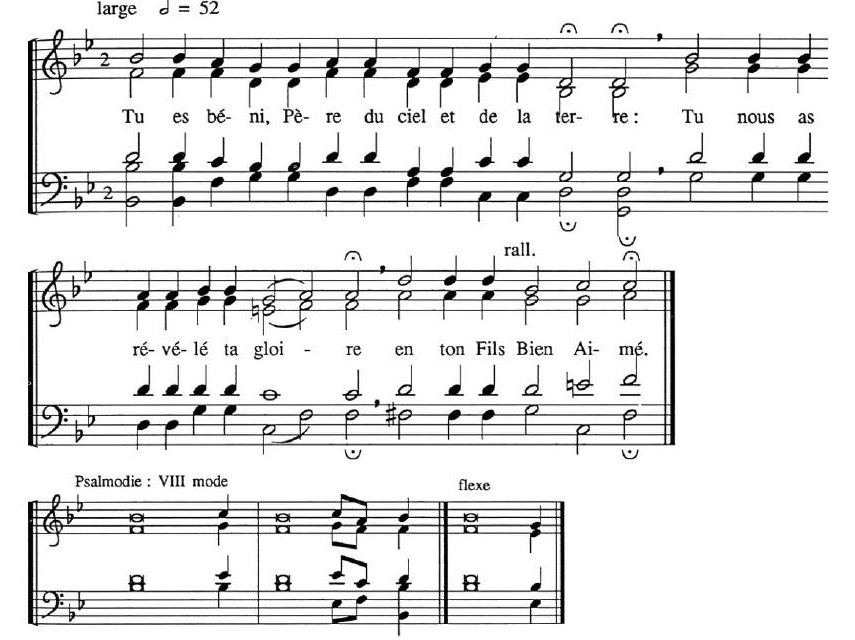 large 𝅗𝅥 = 52
Tu es bé- ni, Pè- re du ciel et de la ter- re : Tu nous as
rall.
ré- vé- lé ta gloi - re en ton Fils Bien Ai- mé.
Psalmodie : VIII mode flexe